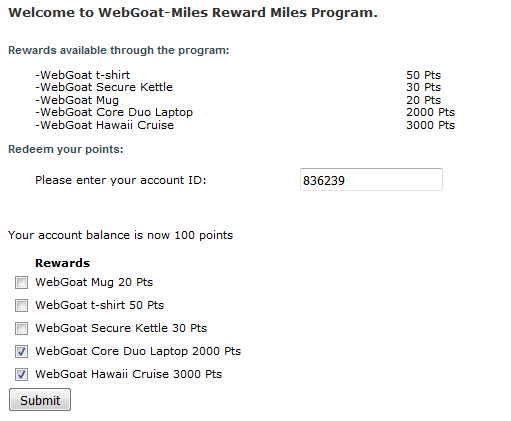 Welcome to WebGoat-Miles Reward Miles Program.
Rewards available through the program:
-WebGoat t-shirt 50 Pts
-WebGoat Secure Kettle 30 Pts
-WebGoat Mug 20 Pts
-WebGoat Core Duo Laptop 2000 Pts
-WebGoat Hawaii Cruise 3000 Pts
Redeem your points:
Please enter your account ID: 836239
Your account balance is now 100 points
Rewards
WebGoat Mug 20 Pts
WebGoat t-shirt 50 Pts
WebGoat Secure Kettle 30 Pts
WebGoat Core Duo Laptop 2000 Pts
WebGoat Hawaii Cruise 3000 Pts
Submit